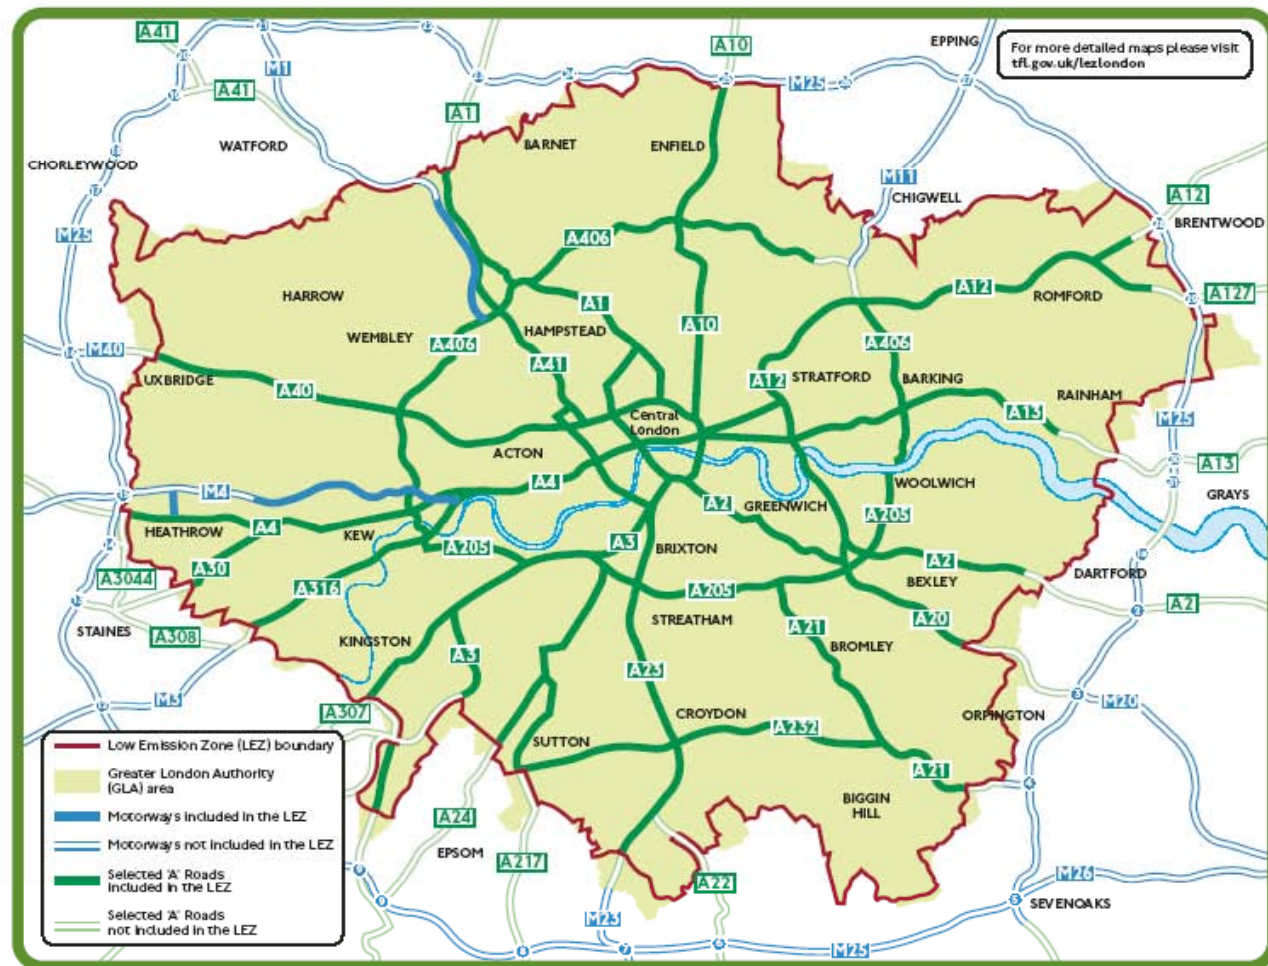 A41
A10
EPPING
For more detailed maps please visit
tfl.gov.uk/lezlondon
M1
M25
A41
A1
BARNET
ENFIELD
WATFORD
CHORLEYWOOD
M11
CHIGWELL
A12
BRENTWOOD
M25
A406
A12
ROMFORD
A127
HARROW
A1
HAMPSTEAD
A10
WEMBLEY
A406
A406
M40
A41
UXBRIDGE
A40
A12
STRATFORD
BARKING
RAINHAM
A13
M25
Central
London
ACTON
A13
M4
A4
WOOLWICH
GRAYS
A2
GREENWICH
A205
HEATHROW
A4
KEW
A205
A3
BRIXTON
A2
BEXLEY
DARTFORD
A3044
A30
A316
A205
A2
STAINES
A308
KINGSTON
STREATHAM
A21
A20
BROMLEY
A3
A23
M3
M20
A307
CROYDON
A232
ORPINGTON
SUTTON
A21
BIGGIN
HILL
A24
EPSOM
A217
A22
M26
SEVENOAKS
M23
M25
Low Emission Zone (LEZ) boundary
Greater London Authority
(GLA) area
Motorways included in the LEZ
Motorways not included in the LEZ
Selected 'A' Roads
included in the LEZ
Selected 'A' Roads
not included in the LEZ